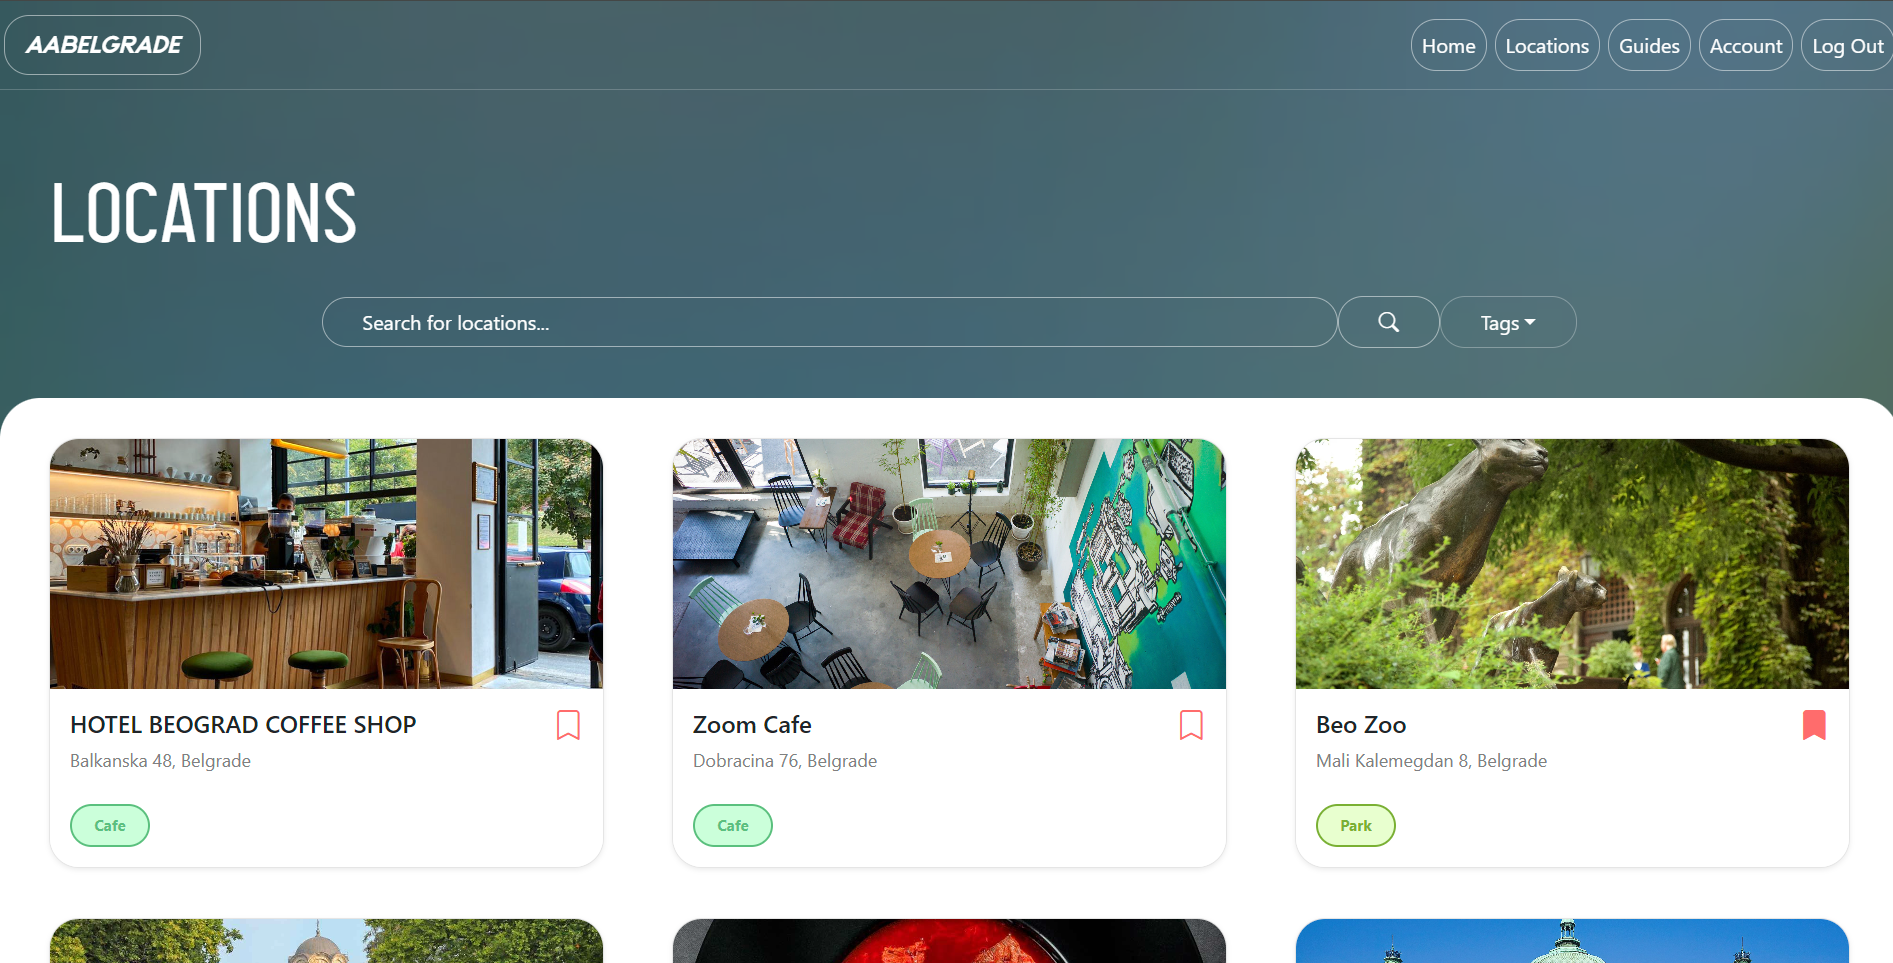 AABELGRADE
Home
Locations
Guides
Account
Log Out
LOCATIONS
Search for locations...
Tags
HOTEL BEOGRAD COFFEE SHOP
Balkanska 48, Belgrade
Cafe
Zoom Cafe
Dobracina 76, Belgrade
Cafe
Beo Zoo
Mali Kalemegdan 8, Belgrade
Park